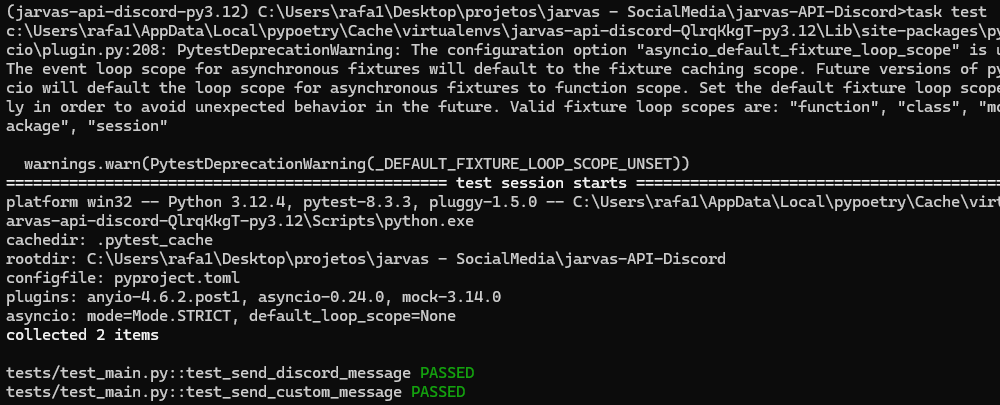 (jarvas-api-discord-py3.12) C:\Users\rafa1\Desktop\projetos\jarvas - SocialMedia\jarvas-API-Discord>task test
c:\Users\rafa1\AppData\Local\pypoetry\Cache\virtualenvs\jarvas-api-discord-QlrqKkgT-py3.12\Lib\site-packages\py
cio\plugin.py:208: PytestDeprecationWarning: The configuration option "asyncio_default_fixture_loop_scope" is u
The event loop scope for asynchronous fixtures will default to the fixture caching scope. Future versions of py
cio will default the loop scope for asynchronous fixtures to function scope. Set the default fixture loop scope
ly in order to avoid unexpected behavior in the future. Valid fixture loop scopes are: "function", "class", "mo
ackage", "session"
  warnings.warn(PytestDeprecationWarning(_DEFAULT_FIXTURE_LOOP_SCOPE_UNSET))
================================================ test session starts =======================================
platform win32 -- Python 3.12.4, pytest-8.3.3, pluggy-1.5.0 -- C:\Users\rafa1\AppData\Local\pypoetry\Cache\virt
arvas-api-discord-QlrqKkgT-py3.12\Scripts\python.exe
cachedir: .pytest_cache
rootdir: C:\Users\rafa1\Desktop\projetos\jarvas - SocialMedia\jarvas-API-Discord
configfile: pyproject.toml
plugins: anyio-4.6.2.post1, asyncio-0.24.0, mock-3.14.0
asyncio: mode=Mode.STRICT, default_loop_scope=None
collected 2 items
tests/test_main.py::test_send_discord_message PASSED
tests/test_main.py::test_send_custom_message PASSED